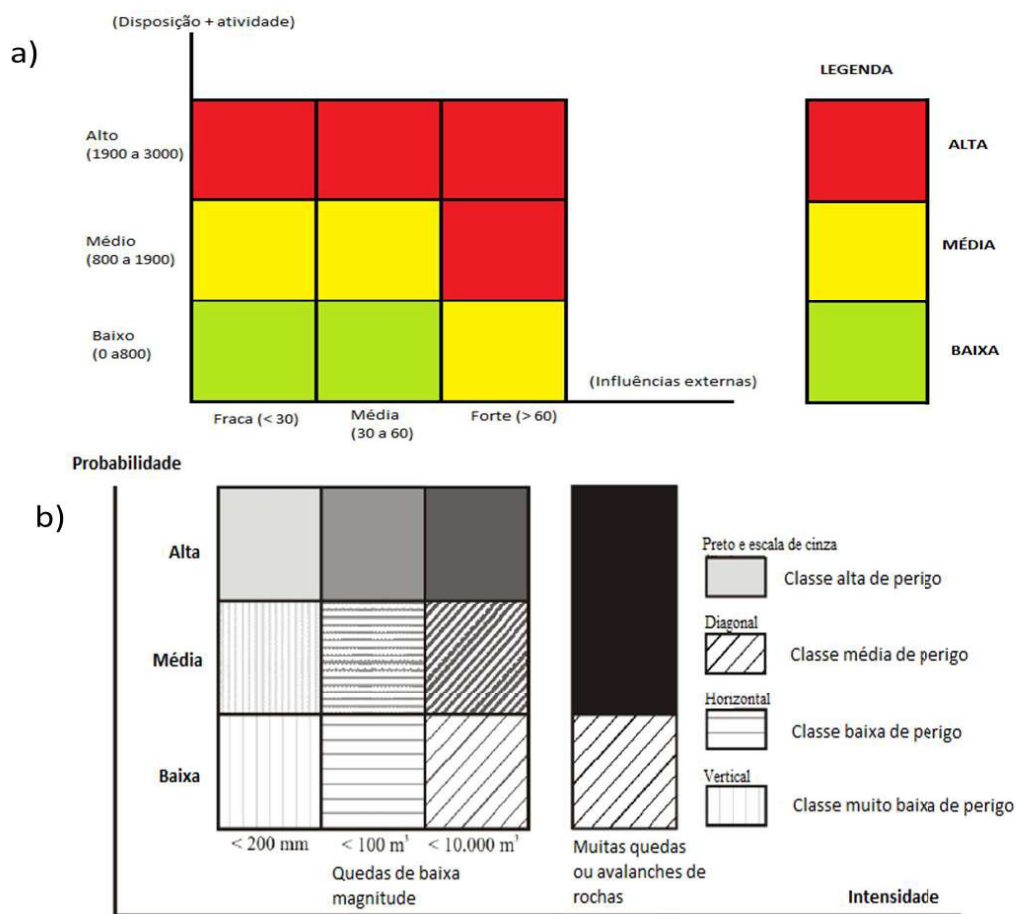 (Disposição + atividade)
a)
LEGENDA
Alto
(1900 a 3000)
ALTA
Médio
(800 a 1900)
MÉDIA
Baixo
(0 a800)
BAIXA
(Influências externas)
Fraca (< 30)
Média
(30 a 60)
Forte (> 60)
Probabilidade
b)
Alta
Média
Baixa
< 200 mm
< 100 m³
< 10.000 m³
Quedas de baixa
magnitude
Muitas quedas
ou avalanches de
rochas
Preto e escala de cinza
Classe alta de perigo
Diagonal
Classe média de perigo
Horizontal
Classe baixa de perigo
Vertical
Classe muito baixa de perigo
Intensidade